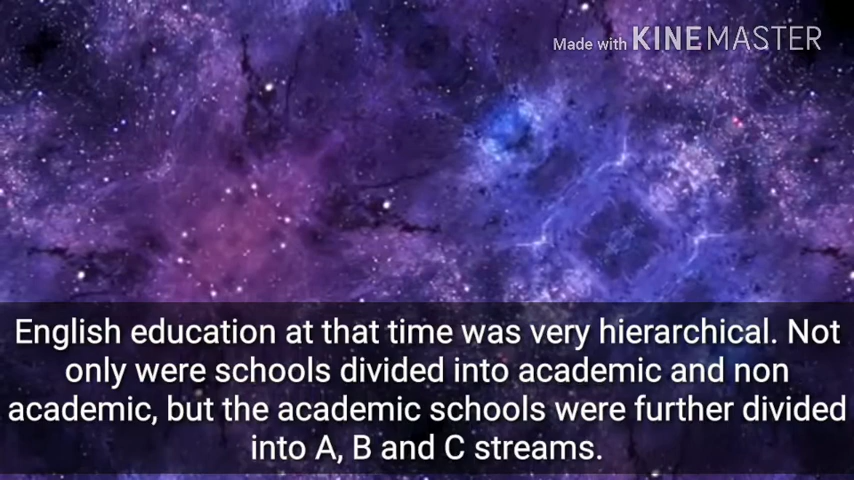 Made with KINEMASTER
English education at that time was very hierarchical. Not
only were schools divided into academic and non
academic, but the academic schools were further divided
into A, B and C streams.